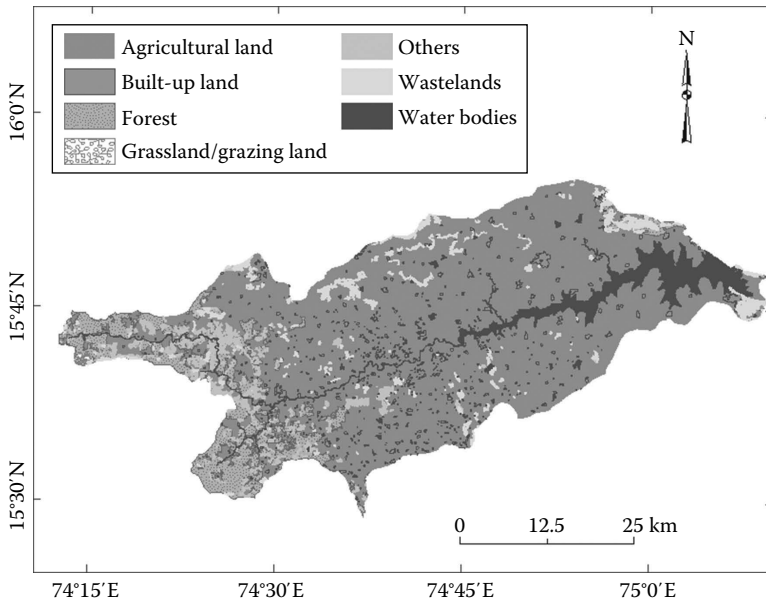 Agricultural land
Built-up land
Forest
Grassland/grazing land
Others
Wastelands
Water bodies
N
16°0′N
15°45′N
15°30′N
0 12.5 25 km
74°15′E 74°30′E 74°45′E 75°0′E